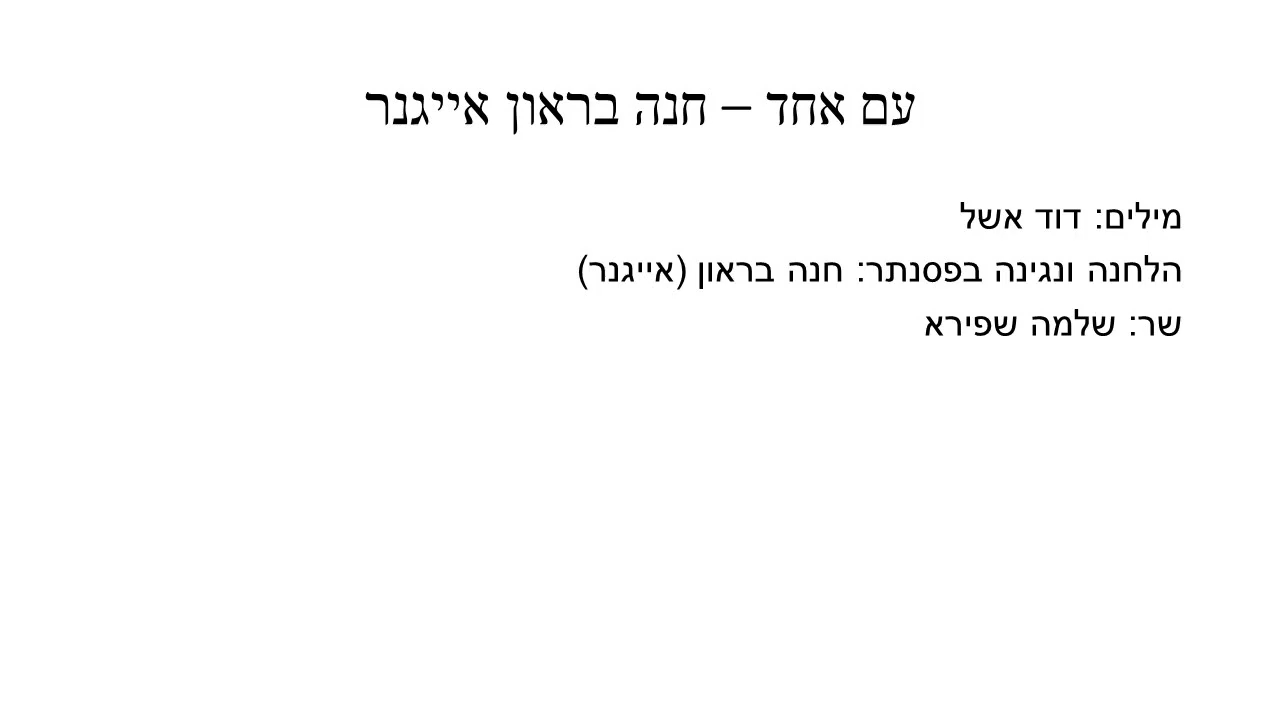 עם אחד – חנה בראון אייגנר
מילים: דוד אשל
הלחנה ונגינה בפסנתר: חנה בראון (אייגנר)
שר: שלמה שפירא